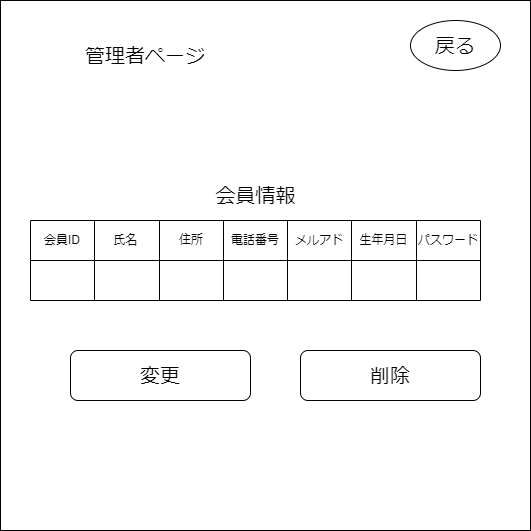 管理者ページ
戻る
会員情報
会員ID 氏名 住所 電話番号 メルアド 生年月日 パスワード
変更 削除